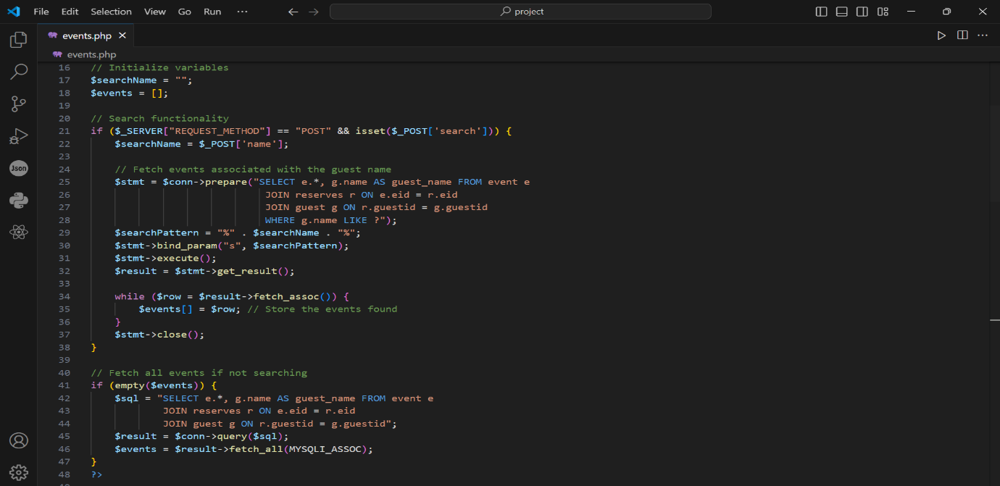 File Edit Selection View Go Run ··· project
events.php
events.php
16 // Initialize variables
17 $searchName = "";
18 $events = [];
19
20 // Search functionality
21 if ($_SERVER["REQUEST_METHOD"] == "POST" && isset($_POST['search'])) {
22 $searchName = $_POST['name'];
23
24 // Fetch events associated with the guest name
25 $stmt = $conn->prepare("SELECT e.*, g.name AS guest_name FROM event e
26 JOIN reserves r ON e.eid = r.eid
27 JOIN guest g ON r.guestid = g.guestid
28 WHERE g.name LIKE ?");
29 $searchPattern = "%" . $searchName . "%";
30 $stmt->bind_param("s", $searchPattern);
31 $stmt->execute();
32 $result = $stmt->get_result();
33
34 while ($row = $result->fetch_assoc()) {
35 $events[] = $row; // Store the events found
36 }
37 $stmt->close();
38 }
39
40 // Fetch all events if not searching
41 if (empty($events)) {
42 $sql = "SELECT e.*, g.name AS guest_name FROM event e
43 JOIN reserves r ON e.eid = r.eid
44 JOIN guest g ON r.guestid = g.guestid";
45 $result = $conn->query($sql);
46 $events = $result->fetch_all(MYSQLI_ASSOC);
47 }
48 ?>
Json